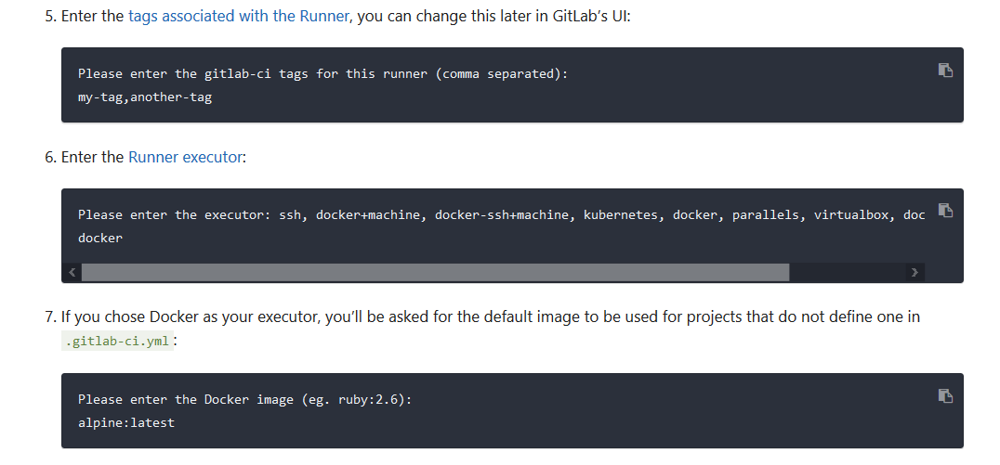 5. Enter the tags associated with the Runner, you can change this later in GitLab's UI:
Please enter the gitlab-ci tags for this runner (comma separated):
my-tag,another-tag
6. Enter the Runner executor:
Please enter the executor: ssh, docker+machine, docker-ssh+machine, kubernetes, docker, parallels, virtualbox, doc
docker
7. If you chose Docker as your executor, you'll be asked for the default image to be used for projects that do not define one in
.gitlab-ci.yml:
Please enter the Docker image (eg. ruby:2.6):
alpine:latest